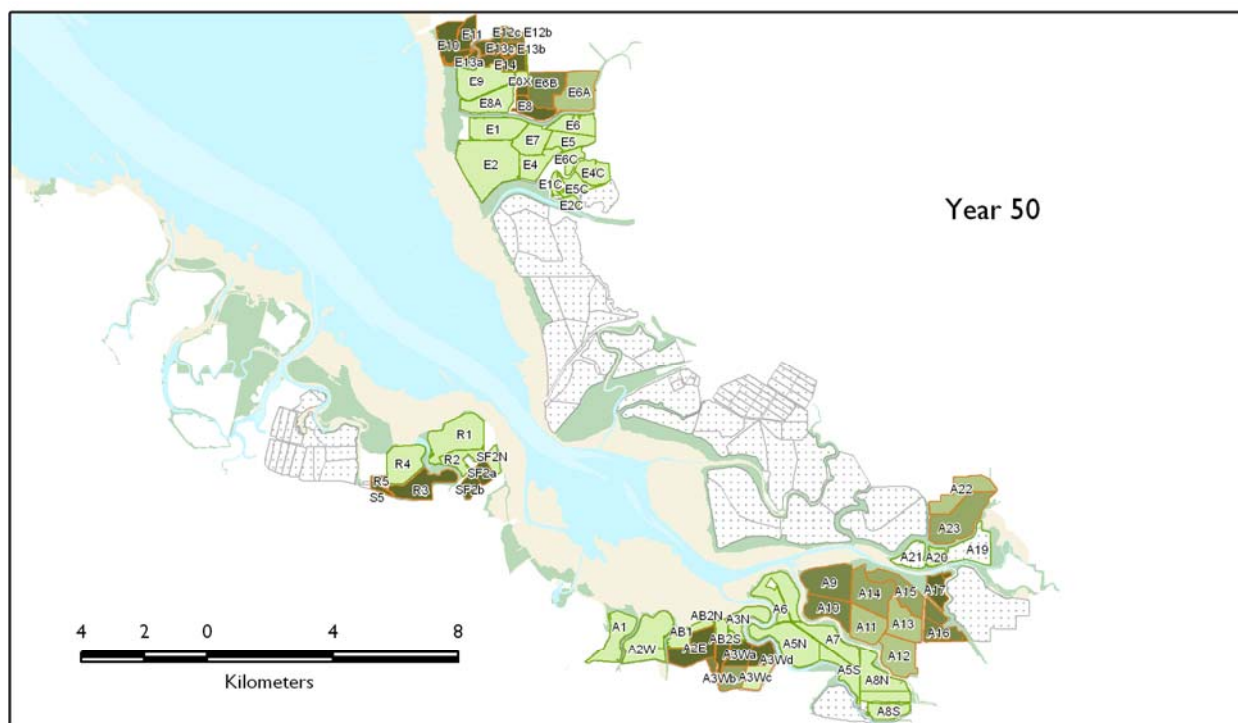 E11
E12c
E12b
E10
E13c
E13b
E13a
E14
E9
E8X
E6B
E6A
E8A
E8
E1
E6
E7
E5
E2
E4
E6C
E4C
E1C
E5C
E2C
Year 50
R1
R4
R2
SF2N
SF2a
R5
R3
SF2b
S5
A22
A23
A21
A20
A19
A9
A14
A15
A17
A10
A11
A13
A16
A12
A1
A2W
AB1
AB2N
A3N
A6
A2E
AB2S
A3Wa
A3Wd
A5N
A7
A3Wb
A3Wc
A5S
A8N
A8S
4 2 0 4 8
Kilometers